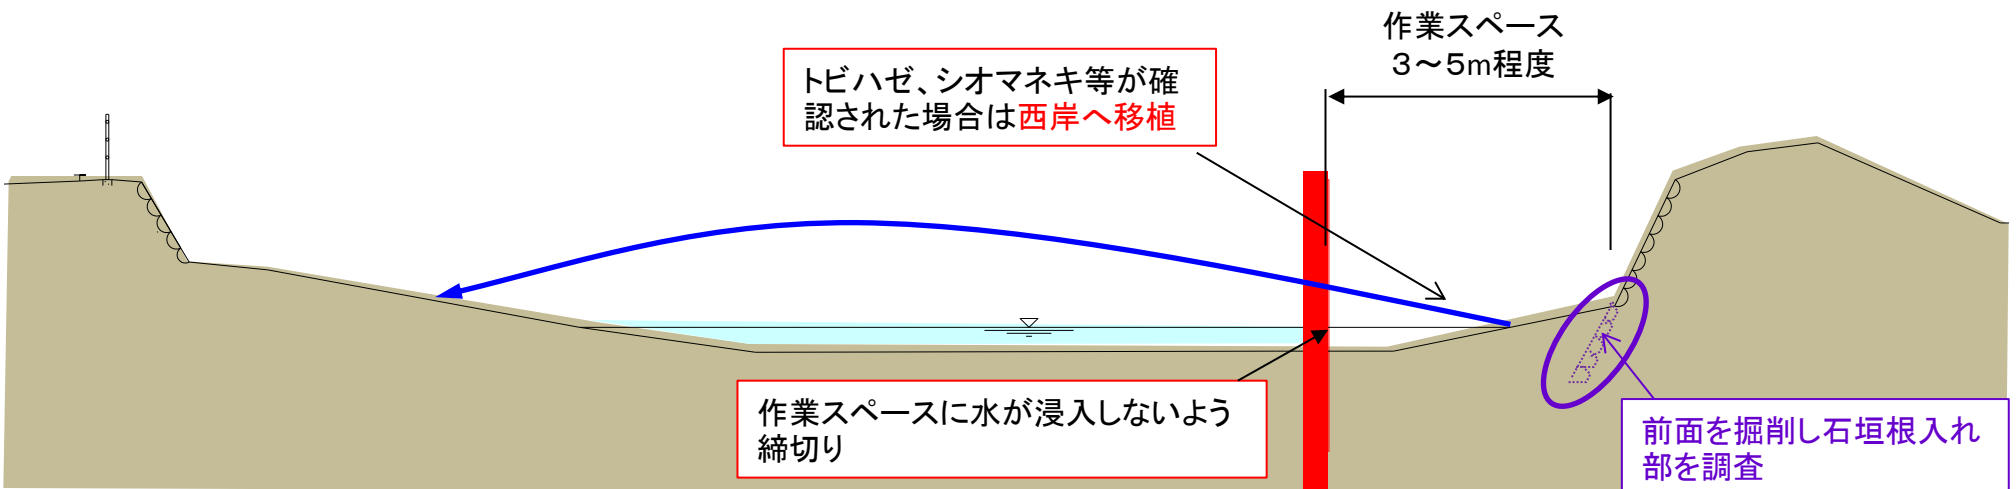 作業スペース
３～５ｍ程度
トビハゼ、シオマネキ等が確
認された場合は西岸へ移植
作業スペースに水が浸入しないよう
締切り
前面を掘削し石垣根入れ
部を調査